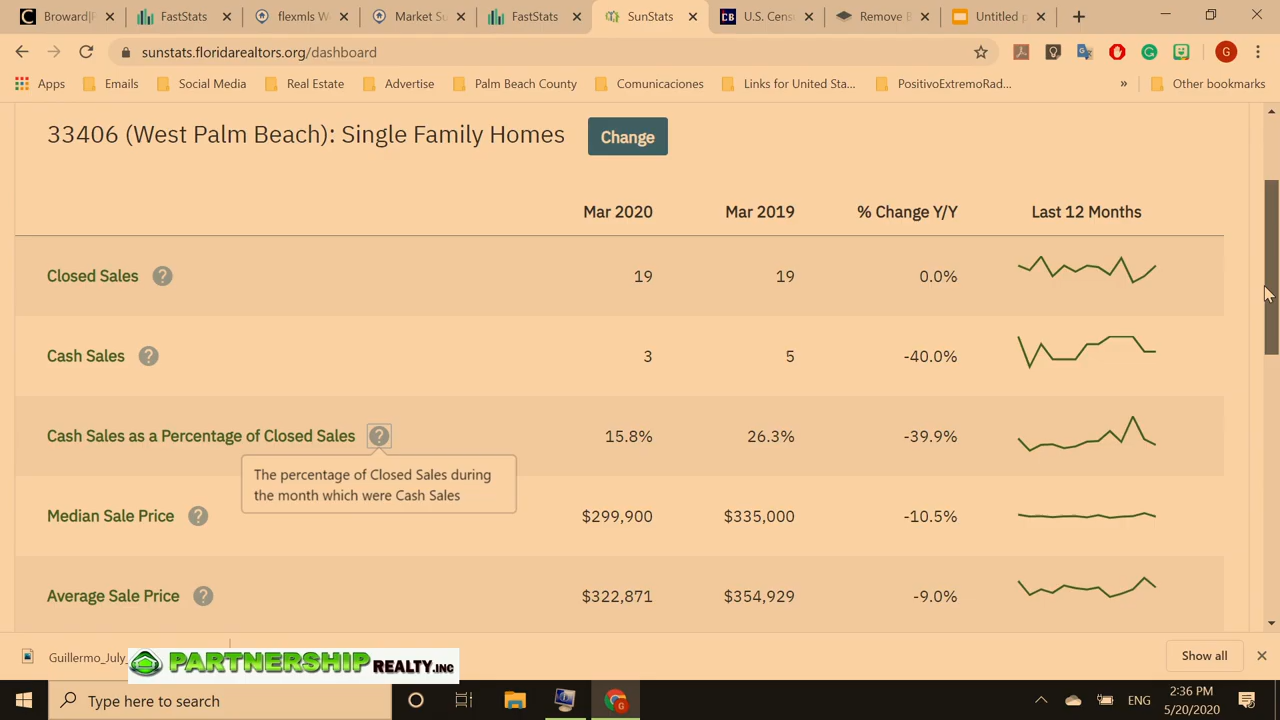 Broward|P
FastStats
flexmls W
Market Su
FastStats
SunStats
U.S. Cens
Remove B
Untitled p
sunstats.floridarealtors.org/dashboard
G
Apps
Emails
Social Media
Real Estate
Advertise
Palm Beach County
Comunicaciones
Links for United Sta...
PositivoExtremoRad...
»
Other bookmarks
33406 (West Palm Beach): Single Family Homes
Change
Mar 2020 Mar 2019 % Change Y/Y Last 12 Months
Closed Sales ? 19 19 0.0%
Cash Sales ? 3 5 -40.0%
Cash Sales as a Percentage of Closed Sales ? 15.8% 26.3% -39.9%
The percentage of Closed Sales during
the month which were Cash Sales
Median Sale Price ? $299,900 $335,000 -10.5%
Average Sale Price ? $322,871 $354,929 -9.0%
Guillermo_July
PARTNERSHIP REALTY.INC
Show all
Type here to search
ENG
2:36 PM
5/20/2020